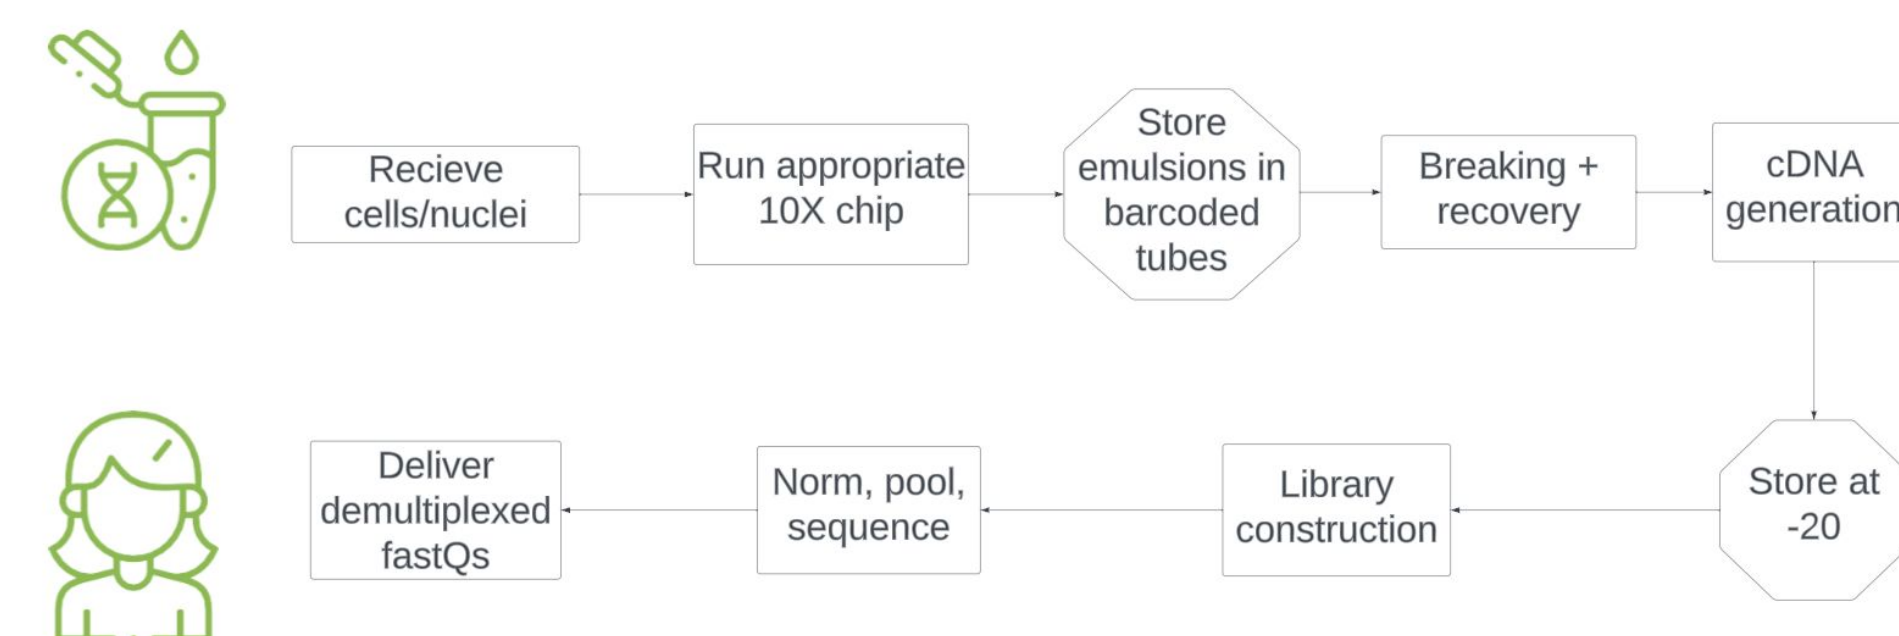 Recieve
cells/nuclei
Run appropriate
10X chip
Store
emulsions in
barcoded
tubes
Breaking +
recovery
cDNA
generation
Store at
-20
Library
construction
Norm, pool,
sequence
Deliver
demultiplexed
fastQs